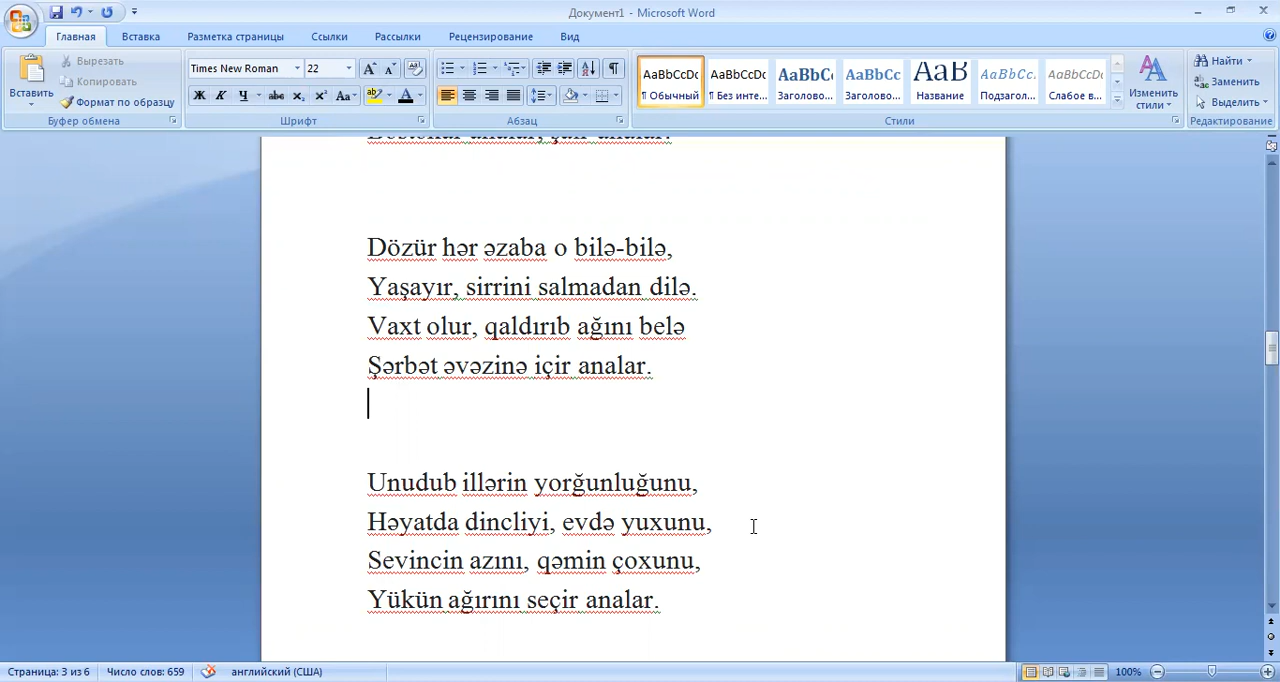 Документ1 - Microsoft Word
Главная Вставка Разметка страницы Ссылки Рассылки Рецензирование Вид
Вставить
Вырезать
Копировать
Формат по образцу
Буфер обмена
Times New Roman 22
Шрифт
Абзац
AaBbCcDc AaBbCcDc AaBbC AaBbCc AaB AaBbCc. AaBbCcDc
¶ Обычный ¶ Без инте... Заголово... Заголово... Название Подзагол... Слабое в...
Изменить стили
Стили
Найти
Заменить
Выделить
Редактирование
Dözür hər əzaba o bilə-bilə,
Yaşayır, sirrini salmadan dilə.
Vaxt olur, qaldırıb ağını belə
Şərbət əvəzinə içir analar.
Unudub illərin yorğunluğunu,
Həyatda dincliyi, evdə yuxunu,
Sevincin azını, qəmin çoxunu,
Yükün ağırını seçir analar.
Страница: 3 из 6 Число слов: 659 английский (США) 100%